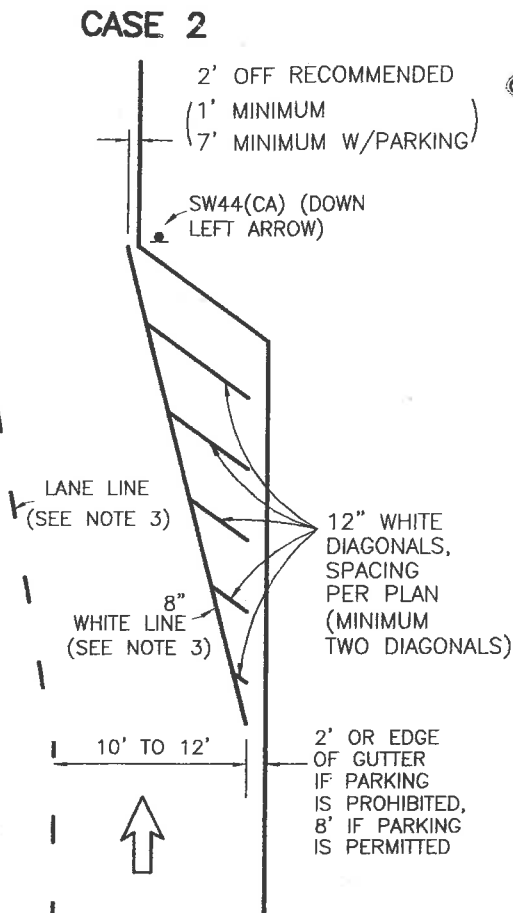 CASE 2
2' OFF RECOMMENDED
(1' MINIMUM
7' MINIMUM W/PARKING)
SW44(CA) (DOWN
LEFT ARROW)
LANE LINE
(SEE NOTE 3)
8"
WHITE LINE
(SEE NOTE 3)
12" WHITE
DIAGONALS,
SPACING
PER PLAN
(MINIMUM
TWO DIAGONALS)
10' TO 12'
2' OR EDGE
OF GUTTER
IF PARKING
IS PROHIBITED,
8' IF PARKING
IS PERMITTED